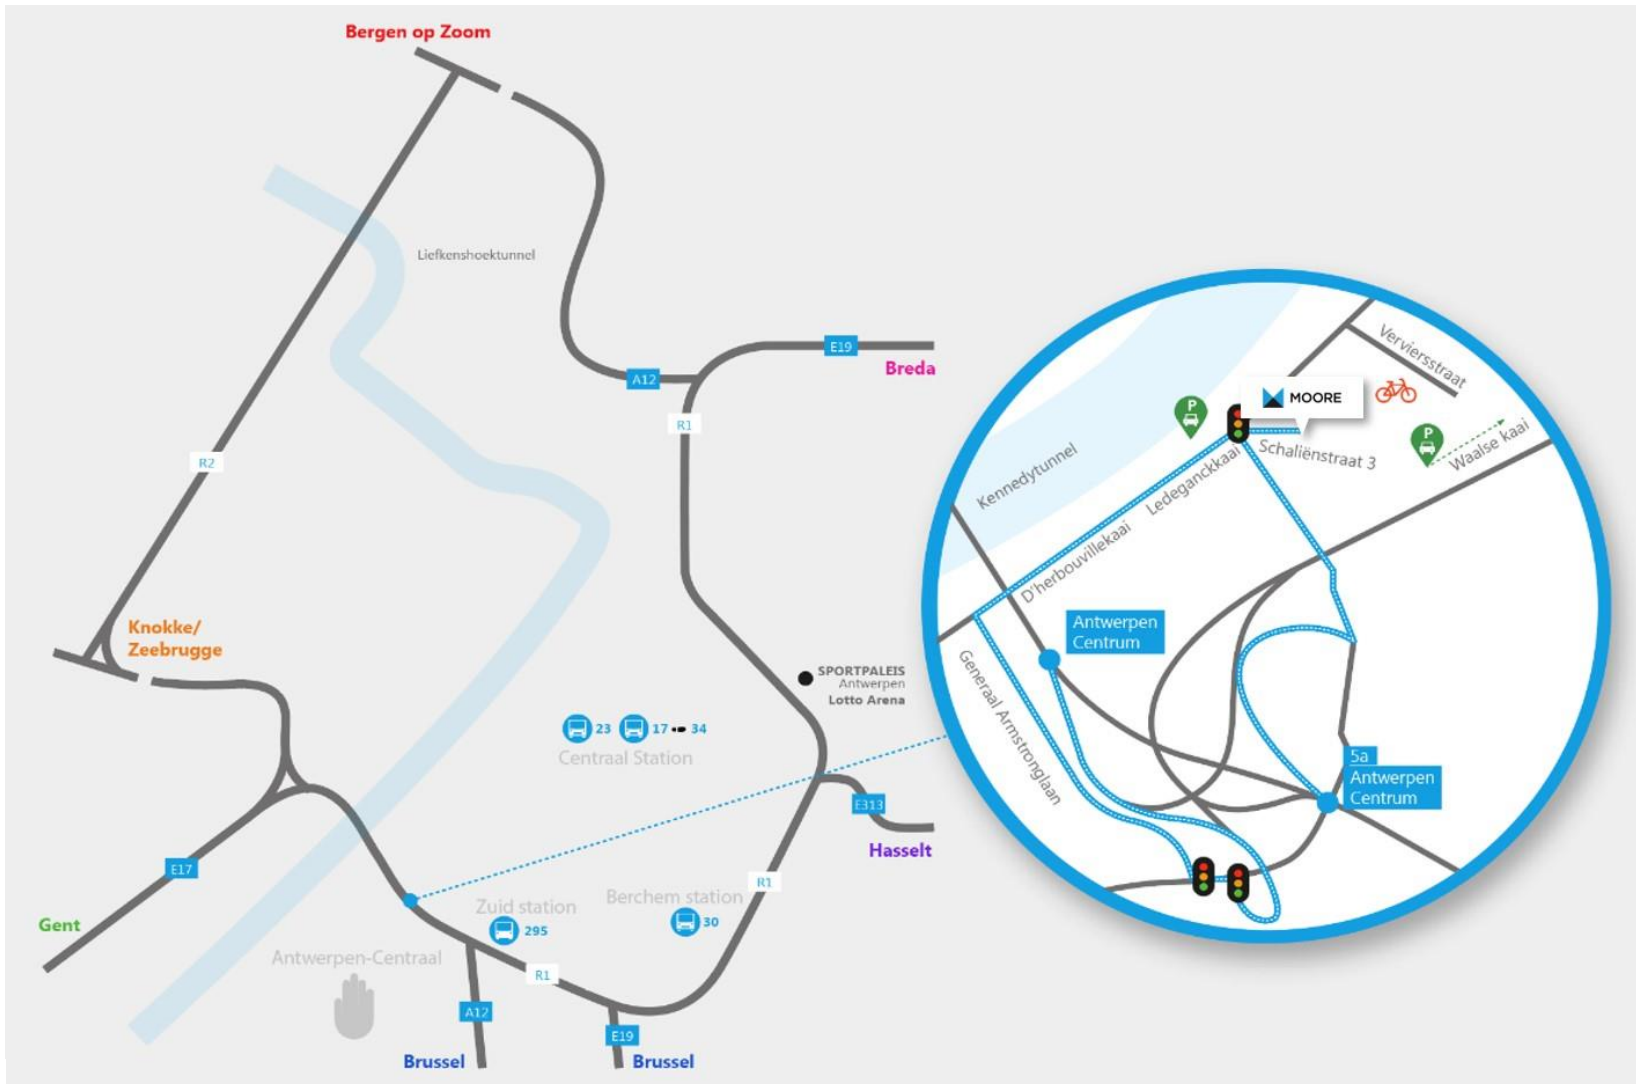 Bergen op Zoom
Liefkenshoektunnel
E19
Breda
A12
R1
R2
Knokke/
Zeebrugge
SPORTPALEIS
Antwerpen
Lotto Arena
23
17
34
Centraal Station
E313
Hasselt
E17
Gent
R1
Berchem station
30
Zuid station
295
Antwerpen-Centraal
R1
A12
E19
Brussel
Brussel
Verviersstraat
MOORE
P
P
Waalse kaai
Schaliënstraat 3
Kennedytunnel
Ledeganckkaai
D'herbouvillekaai
Antwerpen
Centrum
Generaal Armstronglaan
5a
Antwerpen
Centrum